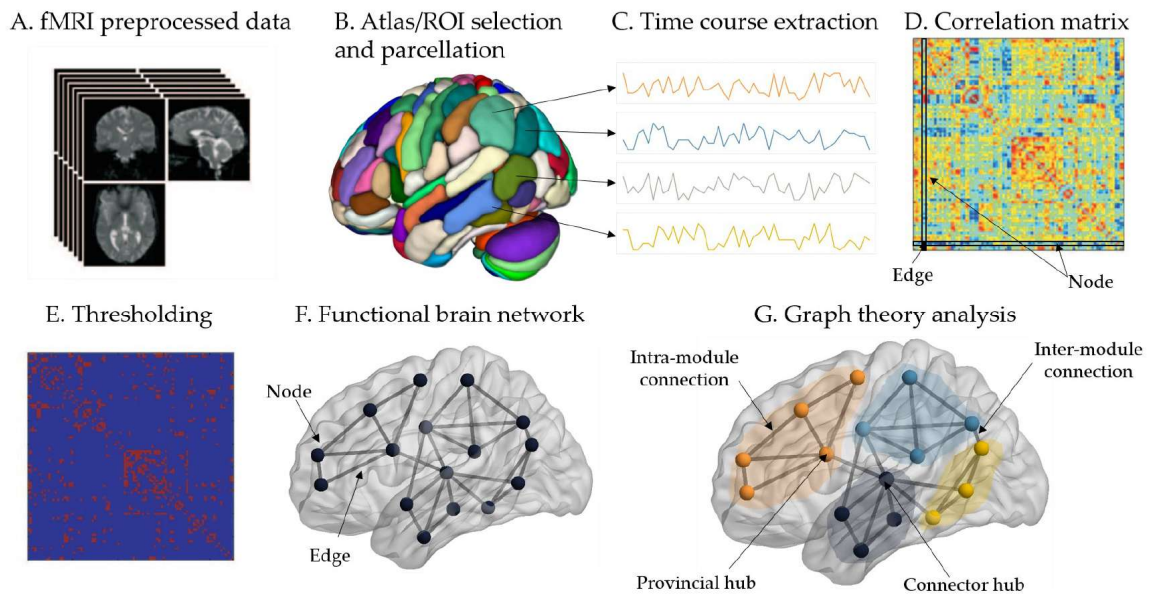 A. fMRI preprocessed data
B. Atlas/ROI selection
and parcellation
C. Time course extraction
D. Correlation matrix
Edge
Node
E. Thresholding
F. Functional brain network
Node
Edge
G. Graph theory analysis
Intra-module
connection
Inter-module
connection
Provincial hub
Connector hub